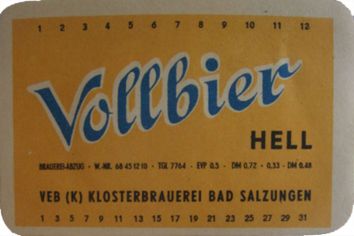 1 2 3 4 5 6 7 8 9 10 11 12
Vollbier
HELL
BRAUEREI-ABZUG · W.-NR. 68 45 12 10 · TGL 7764 · EVP 0,5 · DM 0,72 · 0,33 · DM 0,48
VEB (K) KLOSTERBRAUEREI BAD SALZUNGEN
1 3 5 7 9 11 13 15 17 19 21 23 25 27 29 31